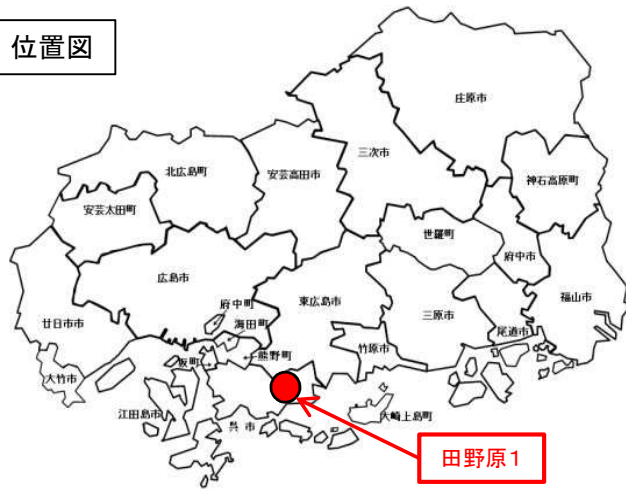 位置図
庄原市
三次市
北広島町
安芸高田市
神石高原町
安芸太田町
世羅町
府中市
広島市
東広島市
福山市
府中町
三原市
廿日市市
海田町
尾道市
竹原市
熊野町
坂町
大竹市
江田島市
大崎上島町
呉市
田野原1